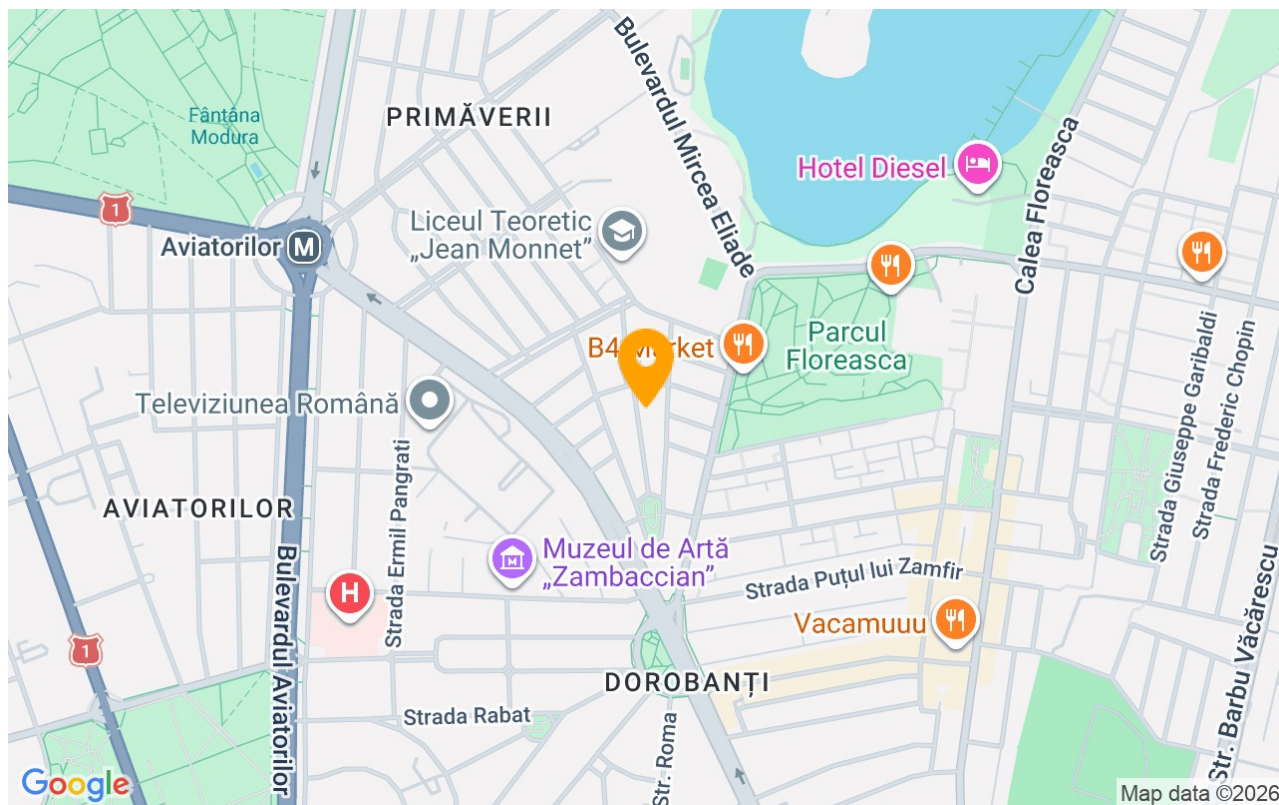 Fântâna
Modura
PRIMĂVERII
Bulevardul Mircea Eliade
Hotel Diesel
Calea Floreasca
1
Aviatorilor
M
Liceul Teoretic
„Jean Monnet”
B4 Market
Parcul
Floreasca
Strada Giuseppe Garibaldi
Strada Frederic Chopin
Televiziunea Română
Strada Ermil Pangrati
AVIATORILOR
Bulevardul Aviatorilor
Muzeul de Artă
„Zambaccian”
M
H
Strada Puțul lui Zamfir
Vacamuuu
Str. Barbu Văcărescu
1
DOROBANȚI
Strada Rabat
Str. Roma
Google
Map data ©2026